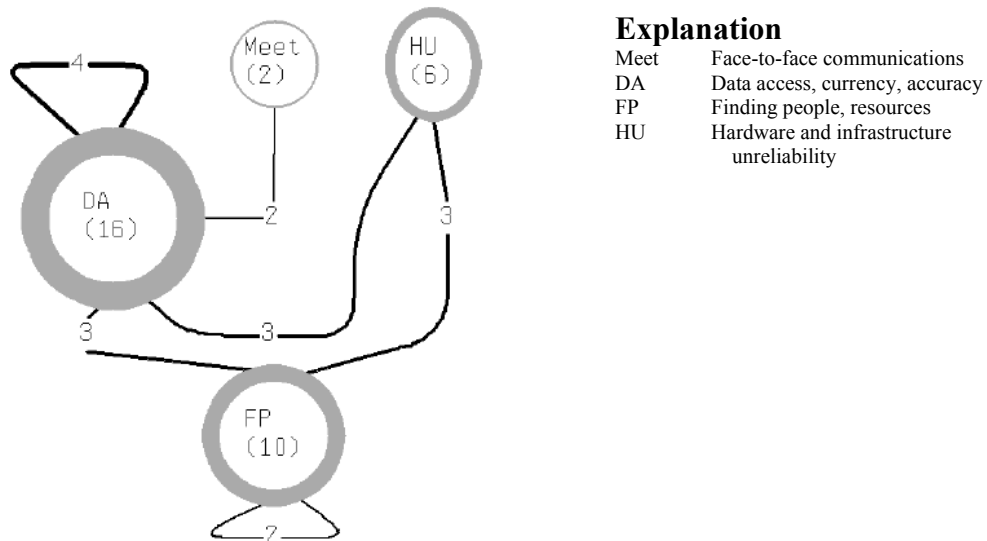 4
Meet
(2)
HU
(6)
DA
(16)
2
3
3
3
FP
(10)
2
Explanation
Meet Face-to-face communications
DA Data access, currency, accuracy
FP Finding people, resources
HU Hardware and infrastructure
unreliability